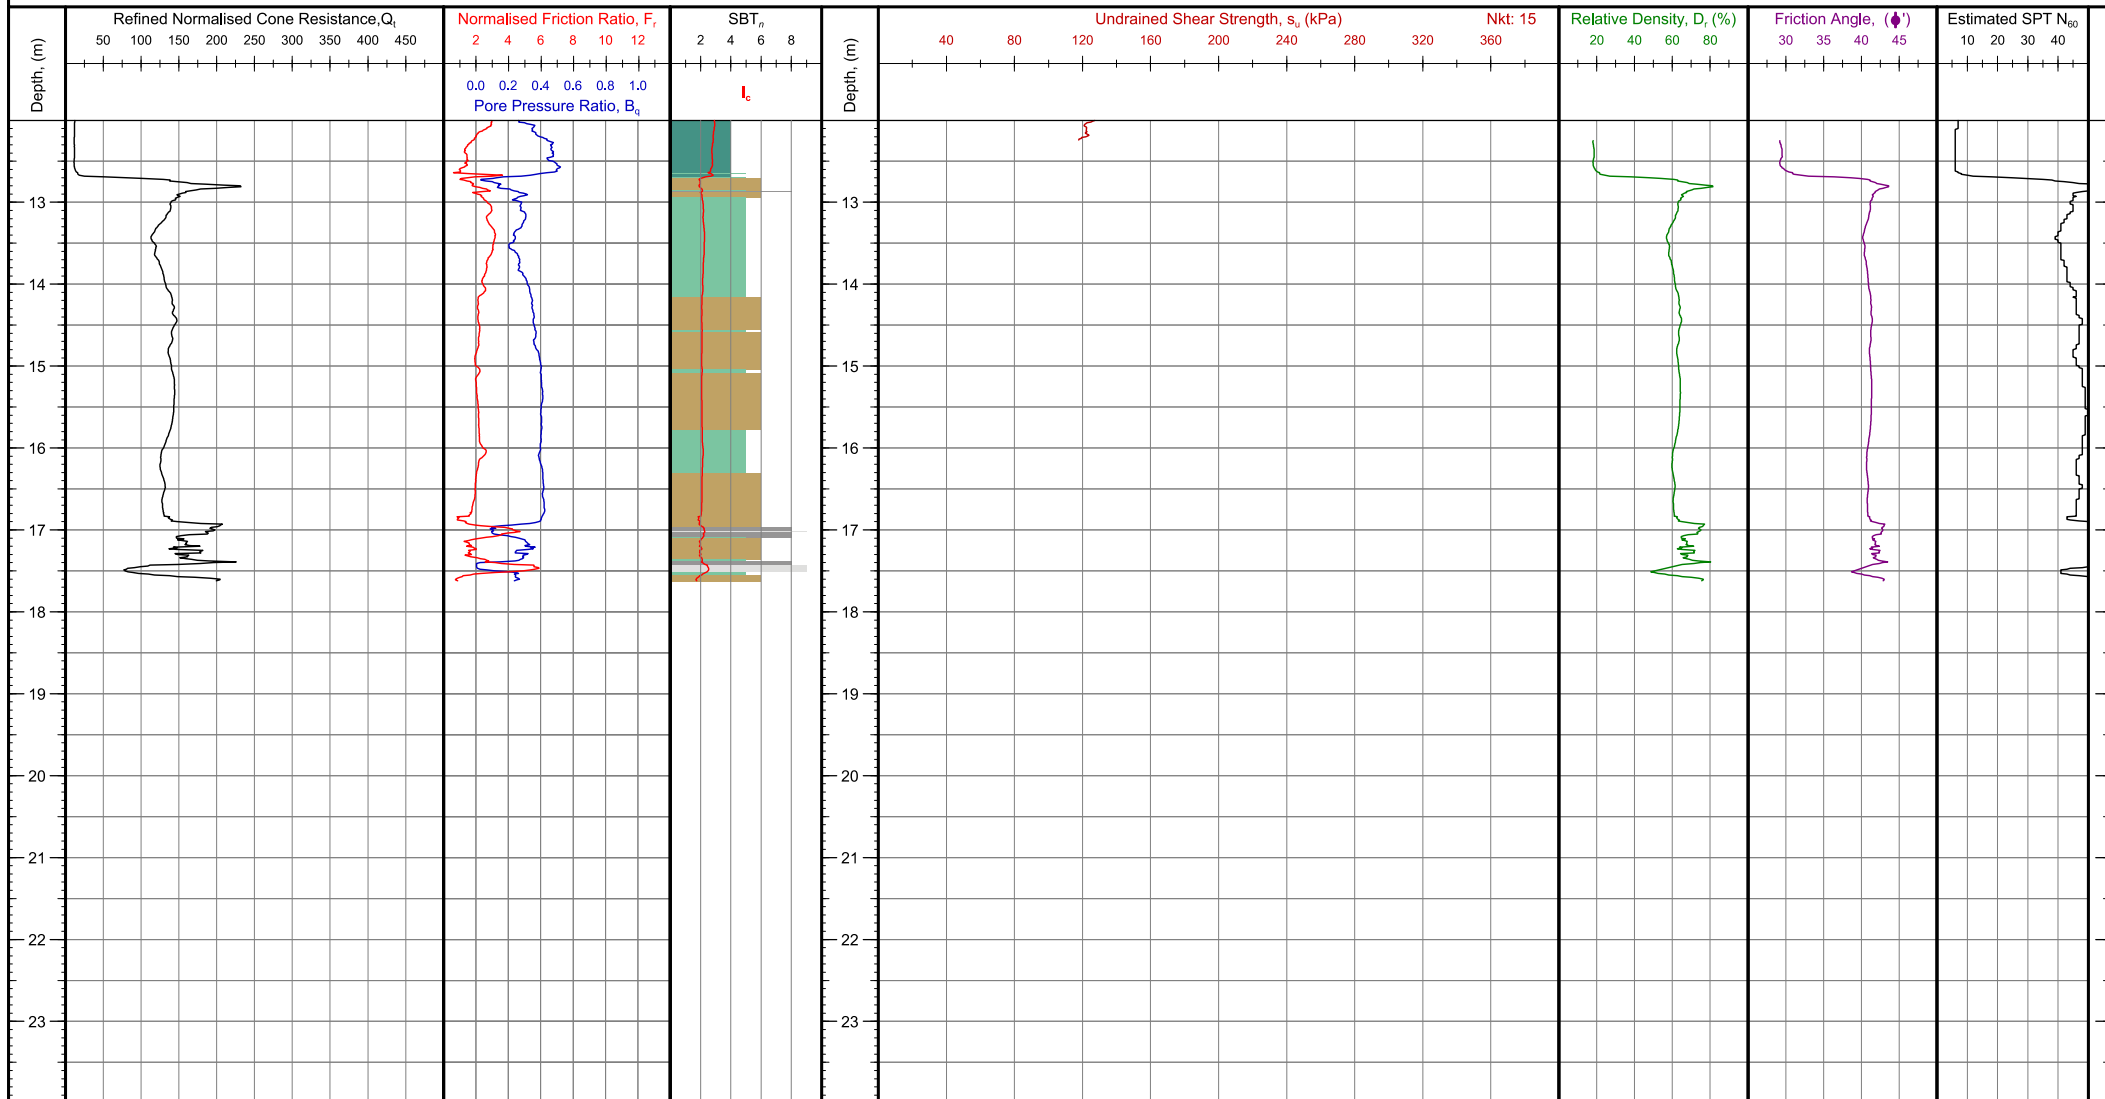 Refined Normalised Cone Resistance,Qt
Normalised Friction Ratio, Fr
SBTn
Undrained Shear Strength, su (kPa)
Nkt: 15
Relative Density, Dr (%)
Friction Angle, (ϕ')
Estimated SPT N60
50 100 150 200 250 300 350 400 450
2 4 6 8 10 12
2 4 6 8
40 80 120 160 200 240 280 320 360
20 40 60 80
30 35 40 45
10 20 30 40
Depth, (m)
0.0 0.2 0.4 0.6 0.8 1.0
Pore Pressure Ratio, Bq
Ic
Depth, (m)
13 13
14 14
15 15
16 16
17 17
18 18
19 19
20 20
21 21
22 22
23 23